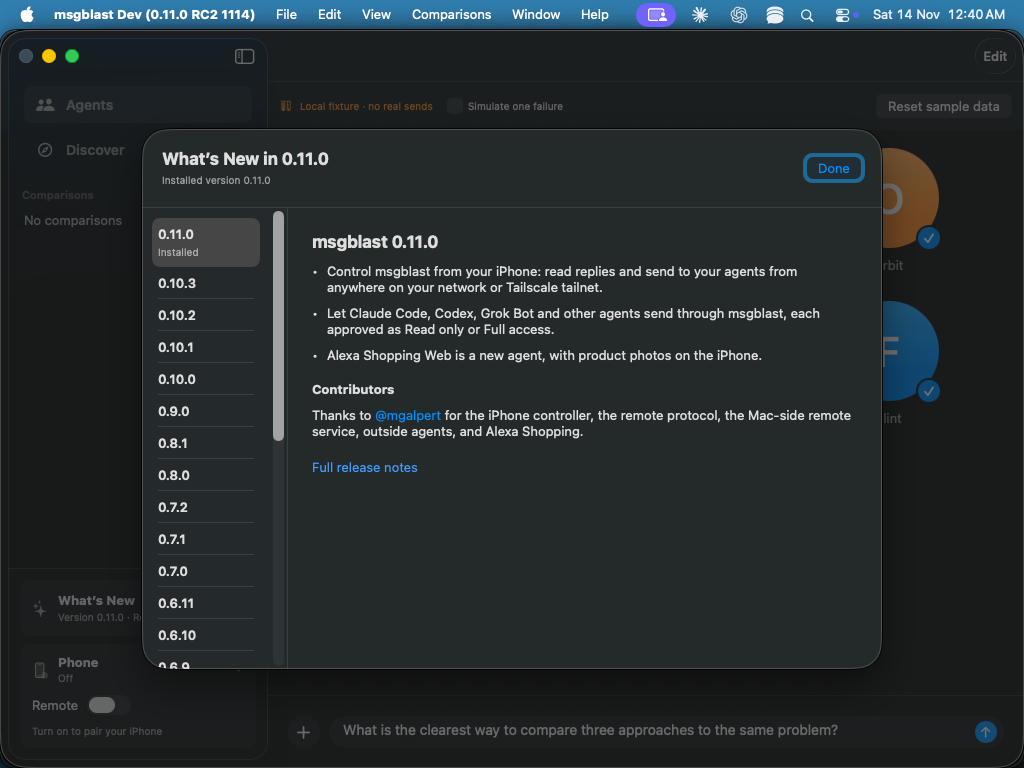 msgblast Dev (0.11.0 RC2 1114) File Edit View Comparisons Window Help Sat 14 Nov 12:40 AM
Edit
Agents
Local fixture · no real sends Simulate one failure Reset sample data
Discover
Comparisons
No comparisons
What's New in 0.11.0
Installed version 0.11.0
Done
0.11.0
Installed
0.10.3
0.10.2
0.10.1
0.10.0
0.9.0
0.8.1
0.8.0
0.7.2
0.7.1
0.7.0
0.6.11
0.6.10
0.6.9
msgblast 0.11.0
• Control msgblast from your iPhone: read replies and send to your agents from
anywhere on your network or Tailscale tailnet.
• Let Claude Code, Codex, Grok Bot and other agents send through msgblast, each
approved as Read only or Full access.
• Alexa Shopping Web is a new agent, with product photos on the iPhone.
Contributors
Thanks to @mgalpert for the iPhone controller, the remote protocol, the Mac-side remote
service, outside agents, and Alexa Shopping.
Full release notes
What's New
Version 0.11.0 ·
Phone
Off
Remote
Turn on to pair your iPhone
What is the clearest way to compare three approaches to the same problem?